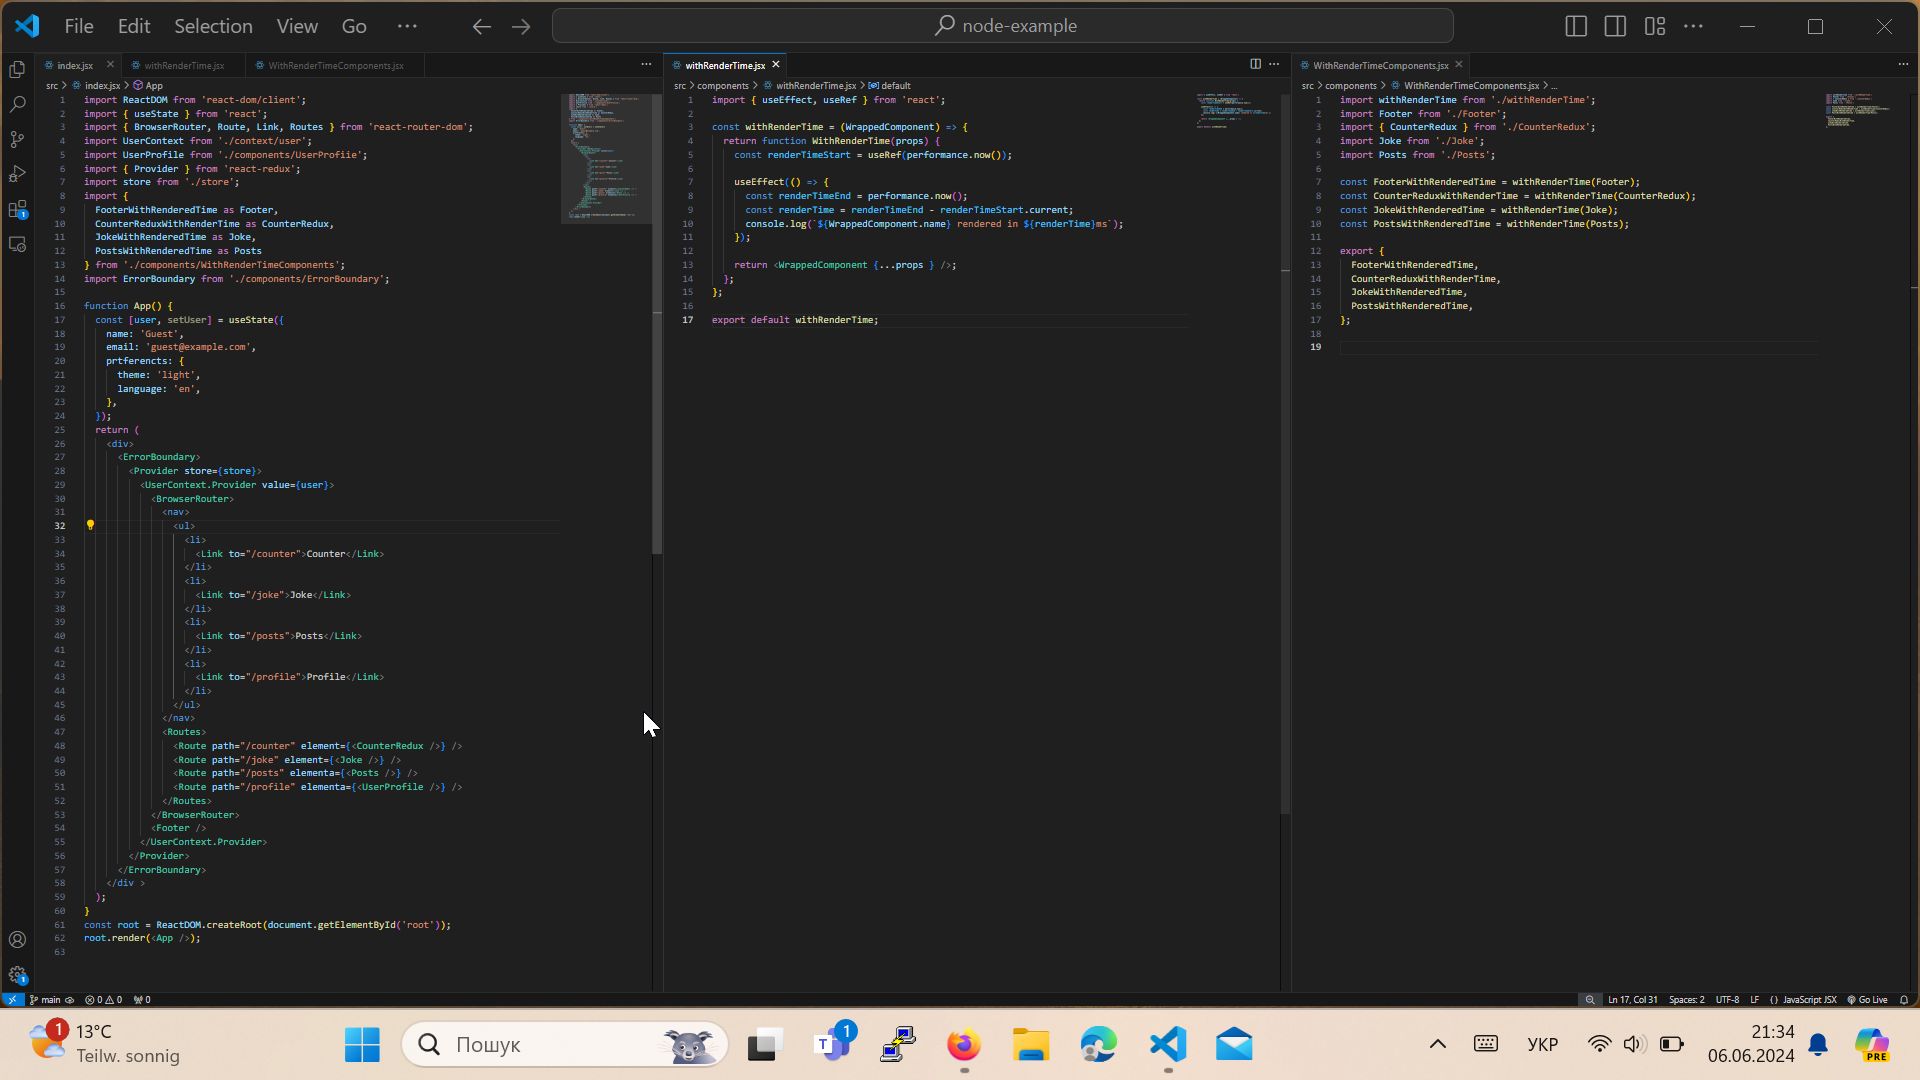 File Edit Selection View Go ···
node-example
index.jsx
withRenderTime.jsx
WithRenderTimeComponents.jsx
src > index.jsx > App
1 import ReactDOM from 'react-dom/client';
2 import { useState } from 'react';
3 import { BrowserRouter, Route, Link, Routes } from 'react-router-dom';
4 import UserContext from './context/user';
5 import UserProfile from './components/UserProfiie';
6 import { Provider } from 'react-redux';
7 import store from './store';
8 import {
9 FooterWithRenderedTime as Footer,
10 CounterReduxWithRenderTime as CounterRedux,
11 JokeWithRenderedTime as Joke,
12 PostsWithRenderedTime as Posts
13 } from './components/WithRenderTimeComponents';
14 import ErrorBoundary from './components/ErrorBoundary';
15
16 function App() {
17 const [user, setUser] = useState({
18 name: 'Guest',
19 email: 'guest@example.com',
20 prtferencts: {
21 theme: 'light',
22 language: 'en',
23 },
24 });
25 return (
26 <div>
27 <ErrorBoundary>
28 <Provider store={store}>
29 <UserContext.Provider value={user}>
30 <BrowserRouter>
31 <nav>
32 <ul>
33 <li>
34 <Link to="/counter">Counter</Link>
35 </li>
36 <li>
37 <Link to="/joke">Joke</Link>
38 </li>
39 <li>
40 <Link to="/posts">Posts</Link>
41 </li>
42 <li>
43 <Link to="/profile">Profile</Link>
44 </li>
45 </ul>
46 </nav>
47 <Routes>
48 <Route path="/counter" element={<CounterRedux />} />
49 <Route path="/joke" element={<Joke />} />
50 <Route path="/posts" elementa={<Posts />} />
51 <Route path="/profile" elementa={<UserProfile />} />
52 </Routes>
53 </BrowserRouter>
54 <Footer />
55 </UserContext.Provider>
56 </Provider>
57 </ErrorBoundary>
58 </div >
59 );
60 }
61 const root = ReactDOM.createRoot(document.getElementById('root'));
62 root.render(<App />);
63
withRenderTime.jsx
src > components > withRenderTime.jsx > default
1 import { useEffect, useRef } from 'react';
2
3 const withRenderTime = (WrappedComponent) => {
4 return function WithRenderTime(props) {
5 const renderTimeStart = useRef(performance.now());
6
7 useEffect(() => {
8 const renderTimeEnd = performance.now();
9 const renderTime = renderTimeEnd - renderTimeStart.current;
10 console.log(`${WrappedComponent.name} rendered in ${renderTime}ms`);
11 });
12
13 return <WrappedComponent {...props } />;
14 };
15 };
16
17 export default withRenderTime;
WithRenderTimeComponents.jsx
src > components > WithRenderTimeComponents.jsx > ...
1 import withRenderTime from './withRenderTime';
2 import Footer from './Footer';
3 import { CounterRedux } from './CounterRedux';
4 import Joke from './Joke';
5 import Posts from './Posts';
6
7 const FooterWithRenderedTime = withRenderTime(Footer);
8 const CounterReduxWithRenderTime = withRenderTime(CounterRedux);
9 const JokeWithRenderedTime = withRenderTime(Joke);
10 const PostsWithRenderedTime = withRenderTime(Posts);
11
12 export {
13 FooterWithRenderedTime,
14 CounterReduxWithRenderTime,
15 JokeWithRenderedTime,
16 PostsWithRenderedTime,
17 };
18
19
main 0 0 0
Ln 17, Col 31 Spaces: 2 UTF-8 LF {} JavaScript JSX Go Live
1
13°C
Teilw. sonnig
Пошук
1
УКР
21:34
06.06.2024
PRE